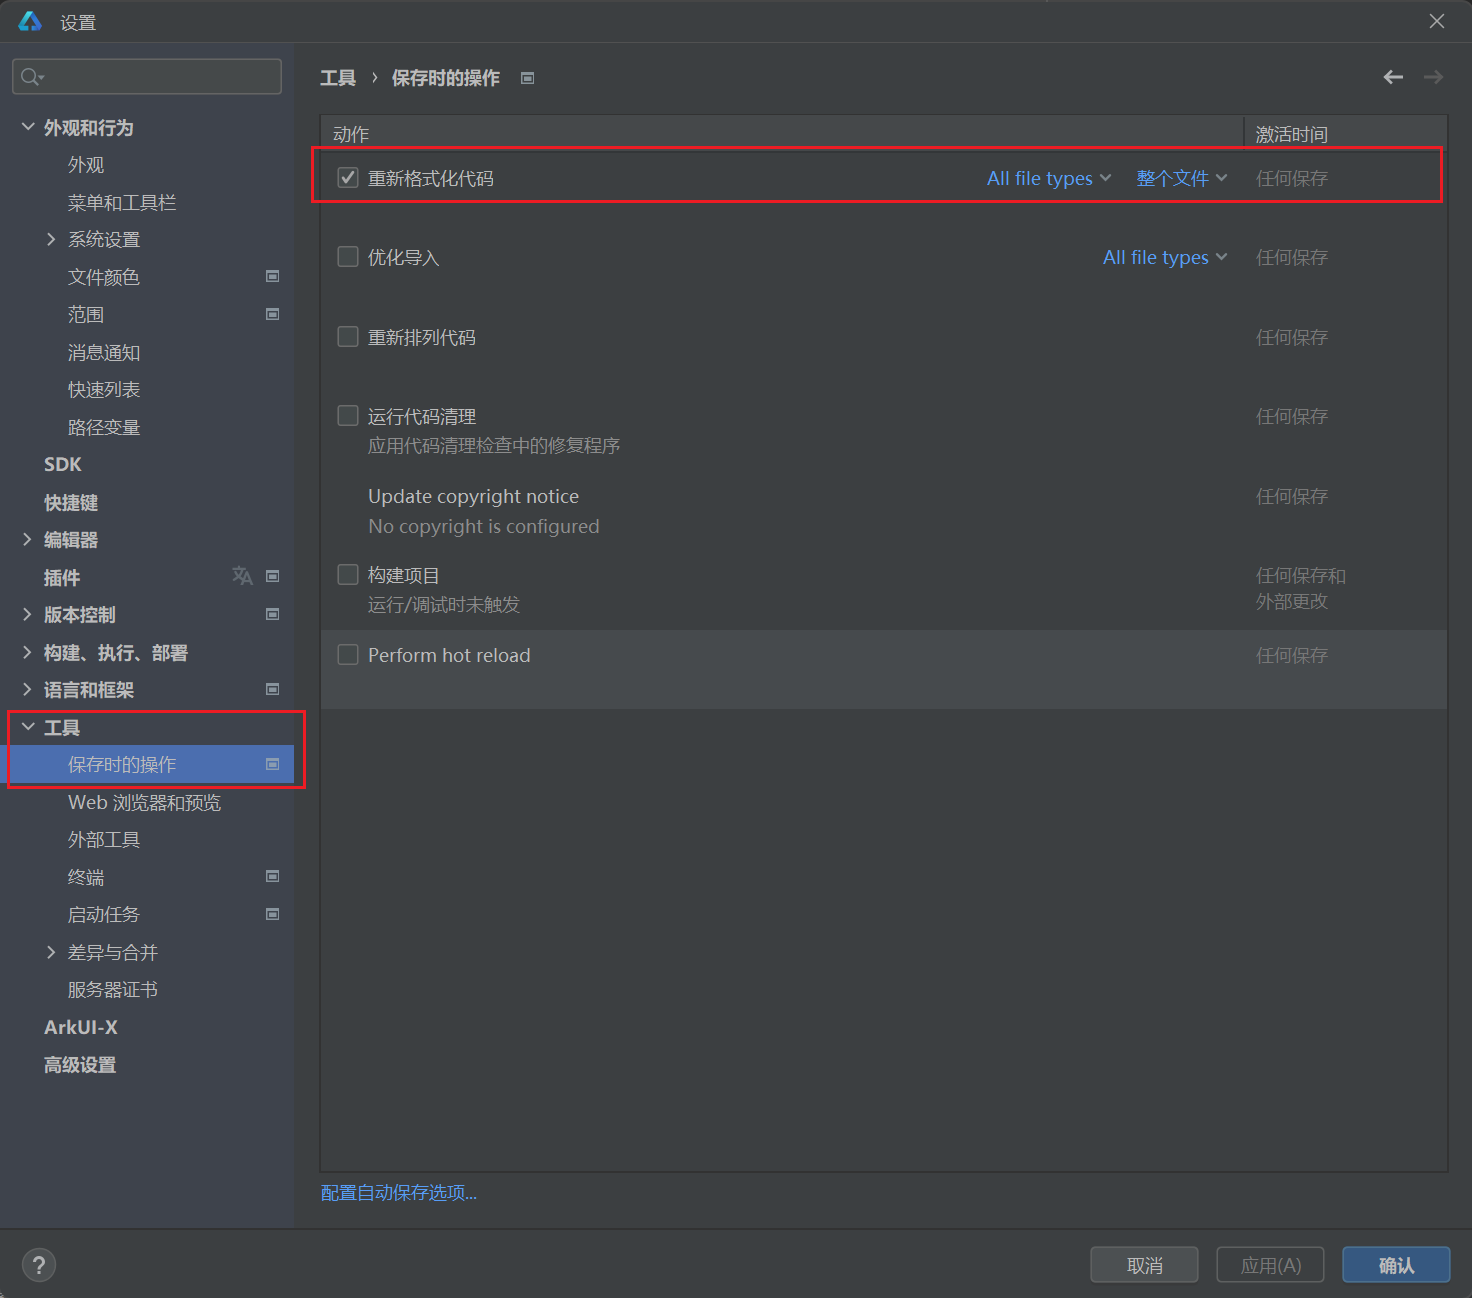 设置
外观和行为
外观
菜单和工具栏
系统设置
文件颜色
范围
消息通知
快速列表
路径变量
SDK
快捷键
编辑器
插件
版本控制
构建、执行、部署
语言和框架
工具
保存时的操作
Web 浏览器和预览
外部工具
终端
启动任务
差异与合并
服务器证书
ArkUI-X
高级设置
工具 › 保存时的操作
动作 激活时间
重新格式化代码 All file types 整个文件 任何保存
优化导入 All file types 任何保存
重新排列代码 任何保存
运行代码清理 任何保存
应用代码清理检查中的修复程序
Update copyright notice 任何保存
No copyright is configured
构建项目 任何保存和
运行/调试时未触发 外部更改
Perform hot reload 任何保存
配置自动保存选项...
? 取消 应用(A) 确认